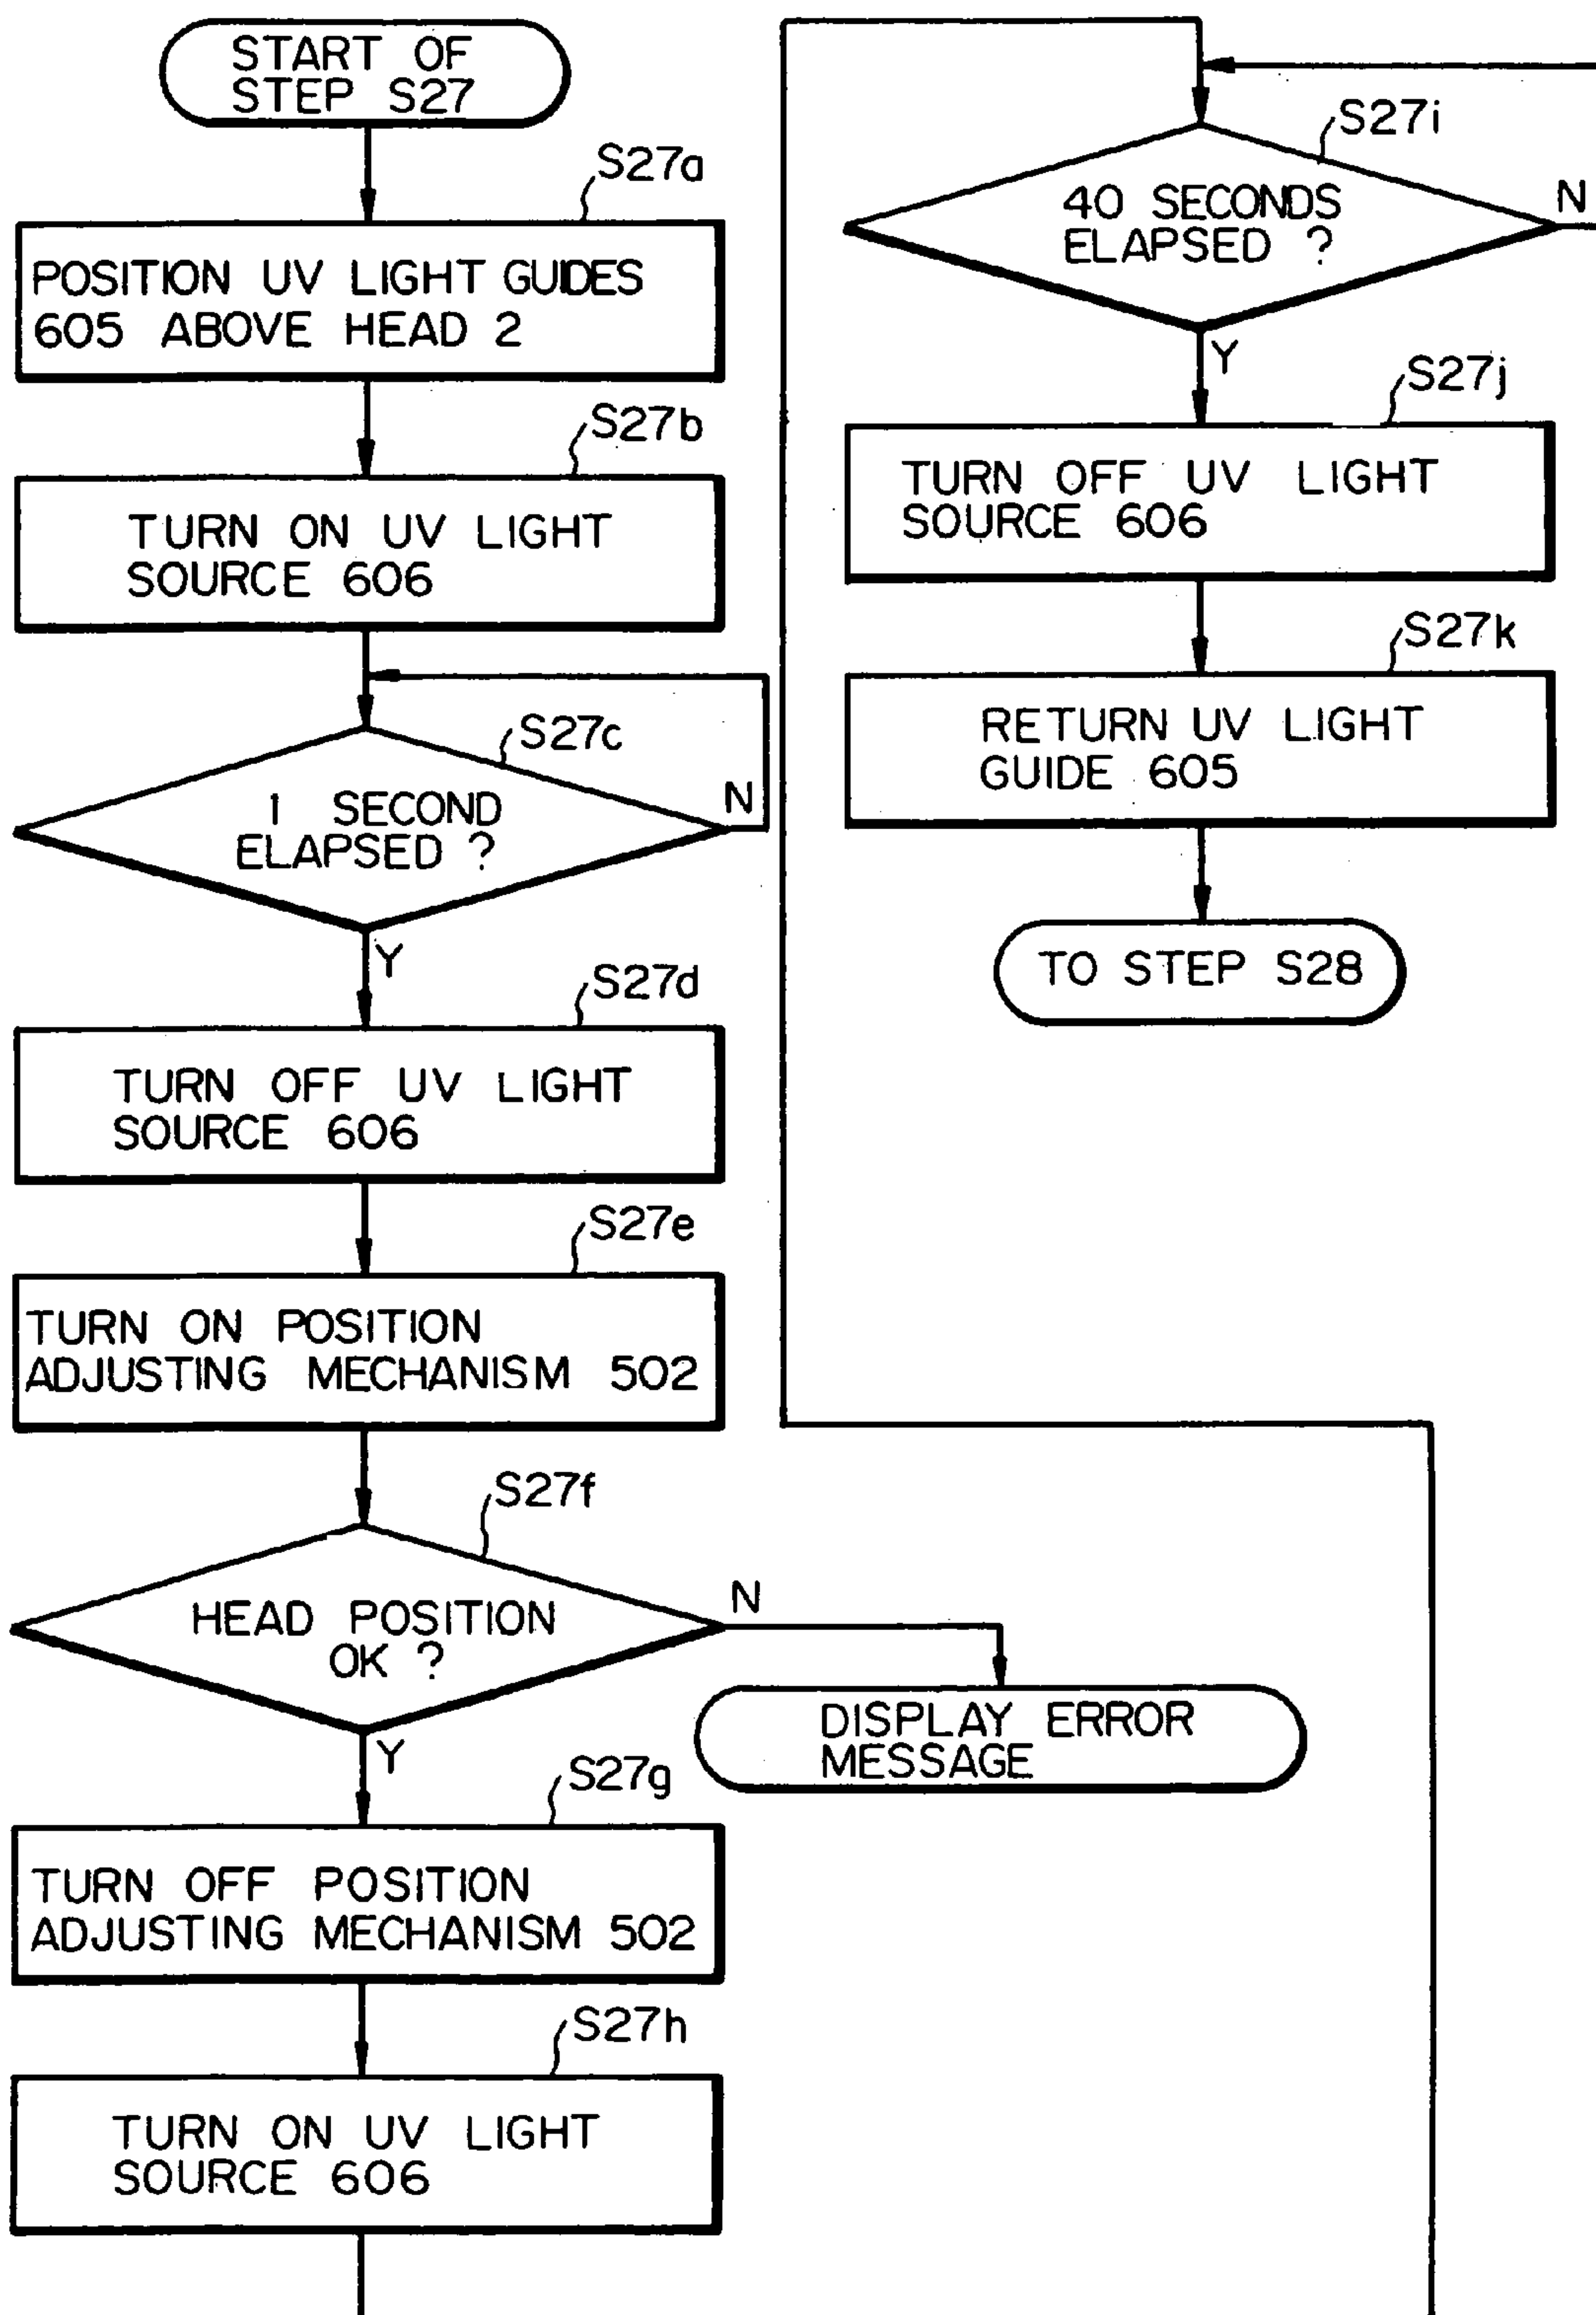 START OF
STEP S27
S27a
POSITION UV LIGHT GUIDES
605 ABOVE HEAD 2
S27b
TURN ON UV LIGHT
SOURCE 606
S27c
1 SECOND
ELAPSED ?
N
Y
S27d
TURN OFF UV LIGHT
SOURCE 606
S27e
TURN ON POSITION
ADJUSTING MECHANISM 502
S27f
HEAD POSITION
OK ?
N
DISPLAY ERROR
MESSAGE
Y
S27g
TURN OFF POSITION
ADJUSTING MECHANISM 502
S27h
TURN ON UV LIGHT
SOURCE 606
S27i
40 SECONDS
ELAPSED ?
N
Y
S27j
TURN OFF UV LIGHT
SOURCE 606
S27k
RETURN UV LIGHT
GUIDE 605
TO STEP S28